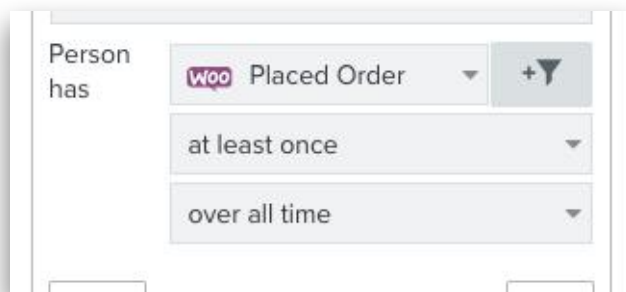 Person
has
Woo Placed Order
+
at least once
over all time